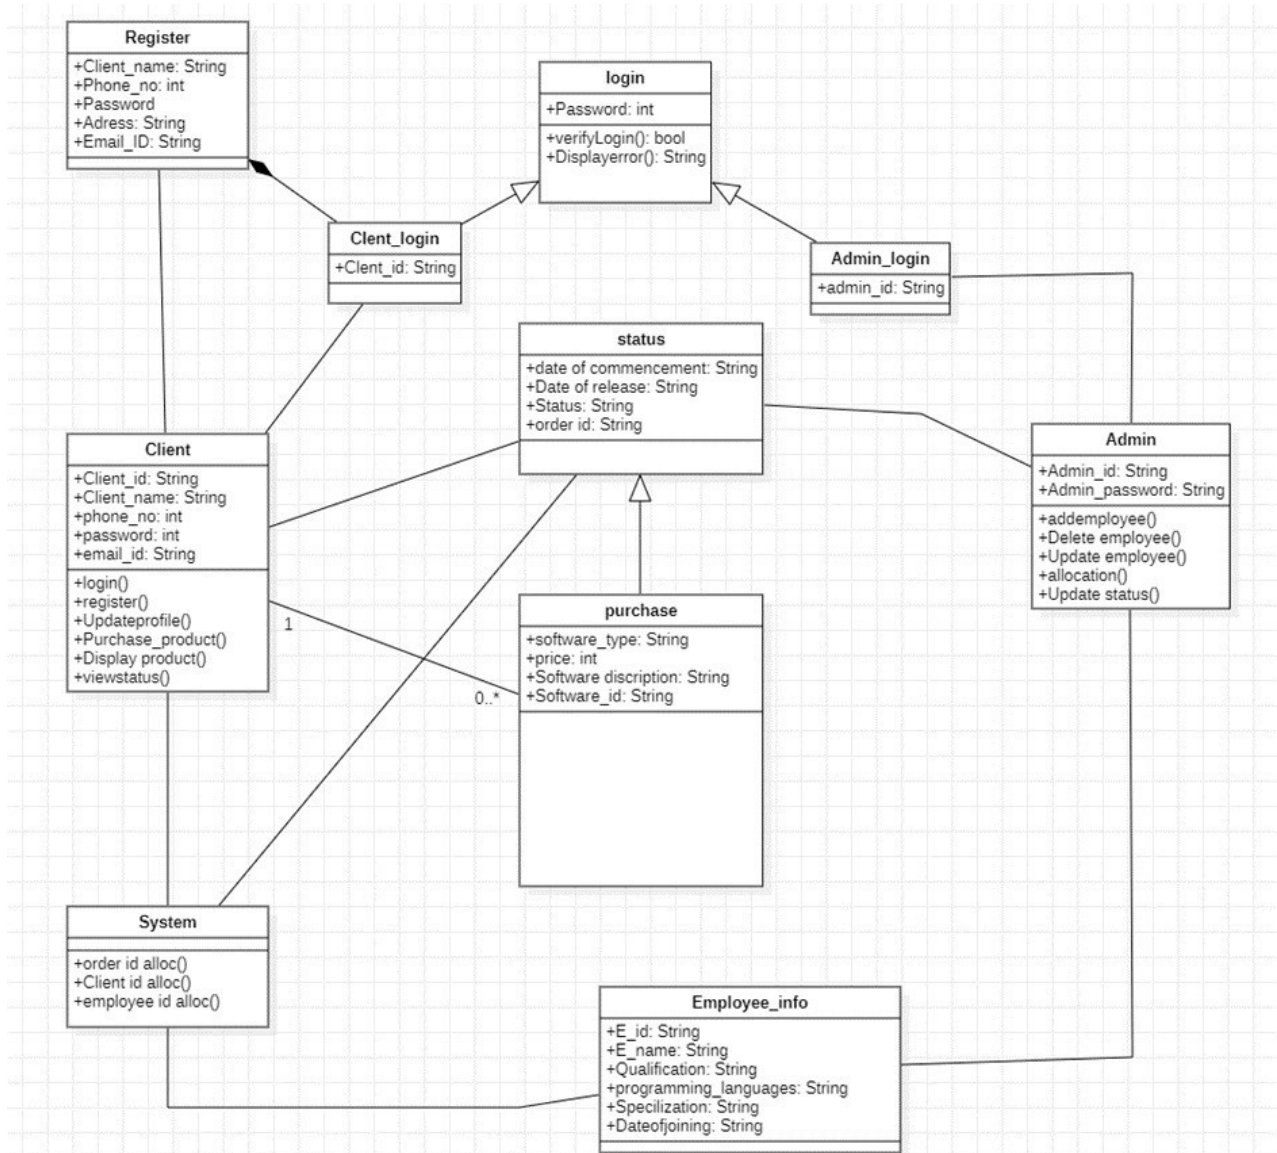 Register
+Client_name: String
+Phone_no: int
+Password
+Adress: String
+Email_ID: String
login
+Password: int
+verifyLogin(): bool
+Displayerror(): String
Clent_login
+Clent_id: String
Admin_login
+admin_id: String
status
+date of commencement: String
+Date of release: String
+Status: String
+order id: String
Client
+Client_id: String
+Client_name: String
+phone_no: int
+password: int
+email_id: String
+login()
+register()
+Updateprofile()
+Purchase_product()
+Display product()
+viewstatus()
Admin
+Admin_id: String
+Admin_password: String
+addemployee()
+Delete employee()
+Update employee()
+allocation()
+Update status()
1
0..*
purchase
+software_type: String
+price: int
+Software discription: String
+Software_id: String
System
+order id alloc()
+Client id alloc()
+employee id alloc()
Employee_info
+E_id: String
+E_name: String
+Qualification: String
+programming_languages: String
+Specilization: String
+Dateofjoining: String